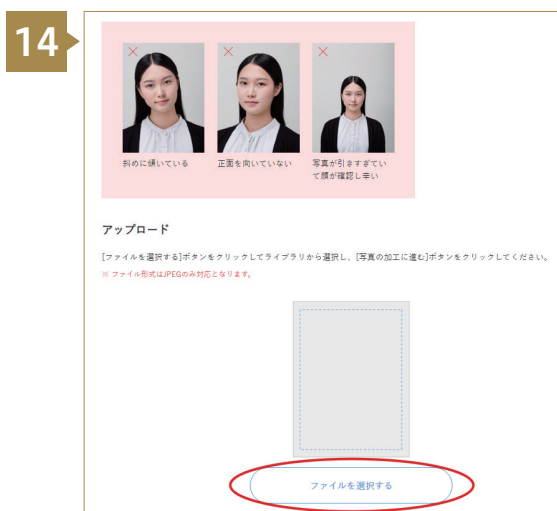 14
斜めに傾いている
正面を向いていない
写真が引きすぎてい
て顔が確認し辛い
アップロード
[ファイルを選択する]ボタンをクリックしてライブラリから選択し、[写真の加工に進む]ボタンをクリックしてください。
※ ファイル形式はJPEGのみ対応となります。
ファイルを選択する